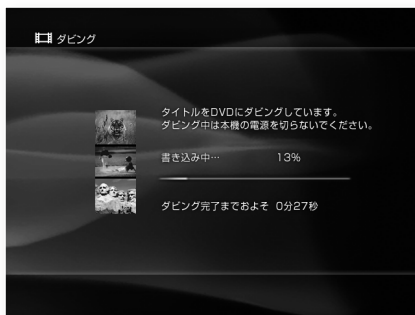 ダビング
タイトルをDVDにダビングしています。
ダビング中は本機の電源を切らないでください。
書き込み中… 13%
ダビング完了までおよそ 0分27秒